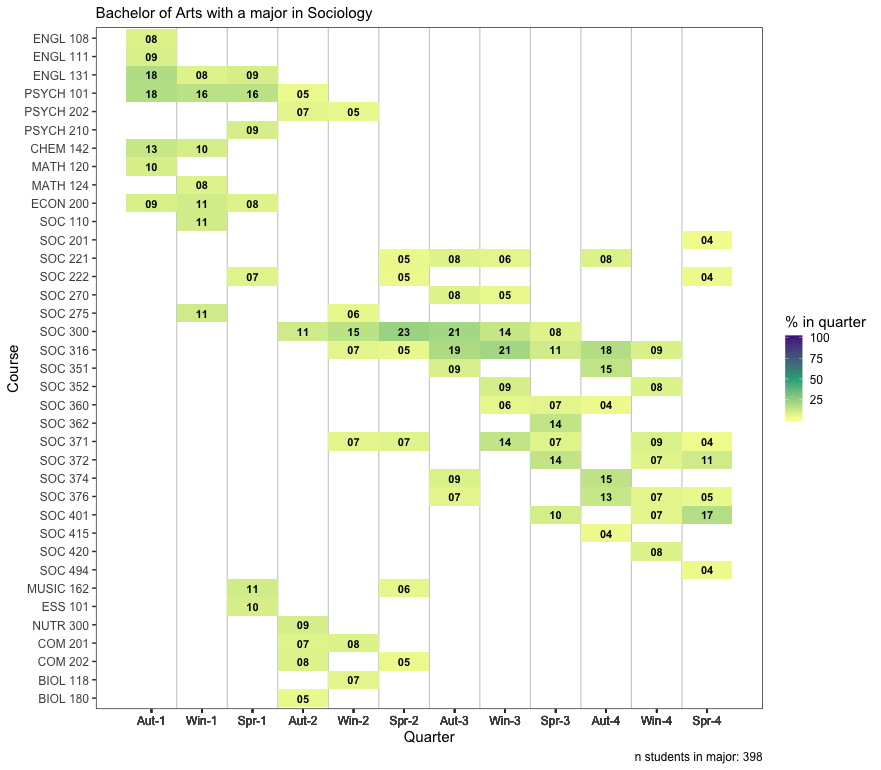 Bachelor of Arts with a major in Sociology
Course
ENGL 108 08
ENGL 111 09
ENGL 131 18 08 09
PSYCH 101 18 16 16 05
PSYCH 202 07 05
PSYCH 210 09
CHEM 142 13 10
MATH 120 10
MATH 124 08
ECON 200 09 11 08
SOC 110 11
SOC 201 04
SOC 221 05 08 06 08
SOC 222 07 05 04
SOC 270 08 05
SOC 275 11 06
SOC 300 11 15 23 21 14 08
SOC 316 07 05 19 21 11 18 09
SOC 351 09 15
SOC 352 09 08
SOC 360 06 07 04
SOC 362 14
SOC 371 07 07 14 07 09 04
SOC 372 14 07 11
SOC 374 09 15
SOC 376 07 13 07 05
SOC 401 10 07 17
SOC 415 04
SOC 420 08
SOC 494 04
MUSIC 162 11 06
ESS 101 10
NUTR 300 09
COM 201 07 08
COM 202 08 05
BIOL 118 07
BIOL 180 05
Aut-1 Win-1 Spr-1 Aut-2 Win-2 Spr-2 Aut-3 Win-3 Spr-3 Aut-4 Win-4 Spr-4
Quarter
% in quarter
100
75
50
25
n students in major: 398